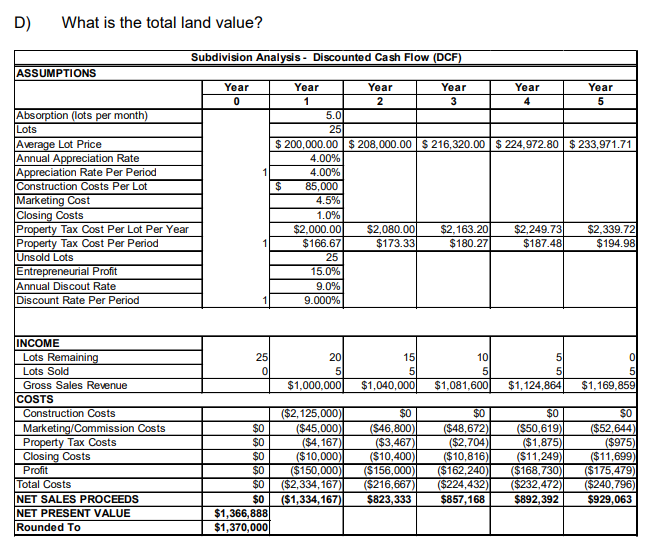 D) What is the total land value?
Subdivision Analysis - Discounted Cash Flow (DCF)
ASSUMPTIONS
Year Year Year Year Year Year
0 1 2 3 4 5
Absorption (lots per month) 5.0
Lots 25
Average Lot Price $ 200,000.00 $ 208,000.00 $ 216,320.00 $ 224,972.80 $ 233,971.71
Annual Appreciation Rate 4.00%
Appreciation Rate Per Period 1 4.00%
Construction Costs Per Lot $ 85,000
Marketing Cost 4.5%
Closing Costs 1.0%
Property Tax Cost Per Lot Per Year $2,000.00 $2,080.00 $2,163.20 $2,249.73 $2,339.72
Property Tax Cost Per Period 1 $166.67 $173.33 $180.27 $187.48 $194.98
Unsold Lots 25
Entrepreneurial Profit 15.0%
Annual Discout Rate 9.0%
Discount Rate Per Period 1 9.000%
INCOME
Lots Remaining 25 20 15 10 5 0
Lots Sold 0 5 5 5 5 5
Gross Sales Revenue $1,000,000 $1,040,000 $1,081,600 $1,124,864 $1,169,859
COSTS
Construction Costs ($2,125,000) $0 $0 $0 $0
Marketing/Commission Costs $0 ($45,000) ($46,800) ($48,672) ($50,619) ($52,644)
Property Tax Costs $0 ($4,167) ($3,467) ($2,704) ($1,875) ($975)
Closing Costs $0 ($10,000) ($10,400) ($10,816) ($11,249) ($11,699)
Profit $0 ($150,000) ($156,000) ($162,240) ($168,730) ($175,479)
Total Costs $0 ($2,334,167) ($216,667) ($224,432) ($232,472) ($240,796)
NET SALES PROCEEDS $0 ($1,334,167) $823,333 $857,168 $892,392 $929,063
NET PRESENT VALUE $1,366,888
Rounded To $1,370,000